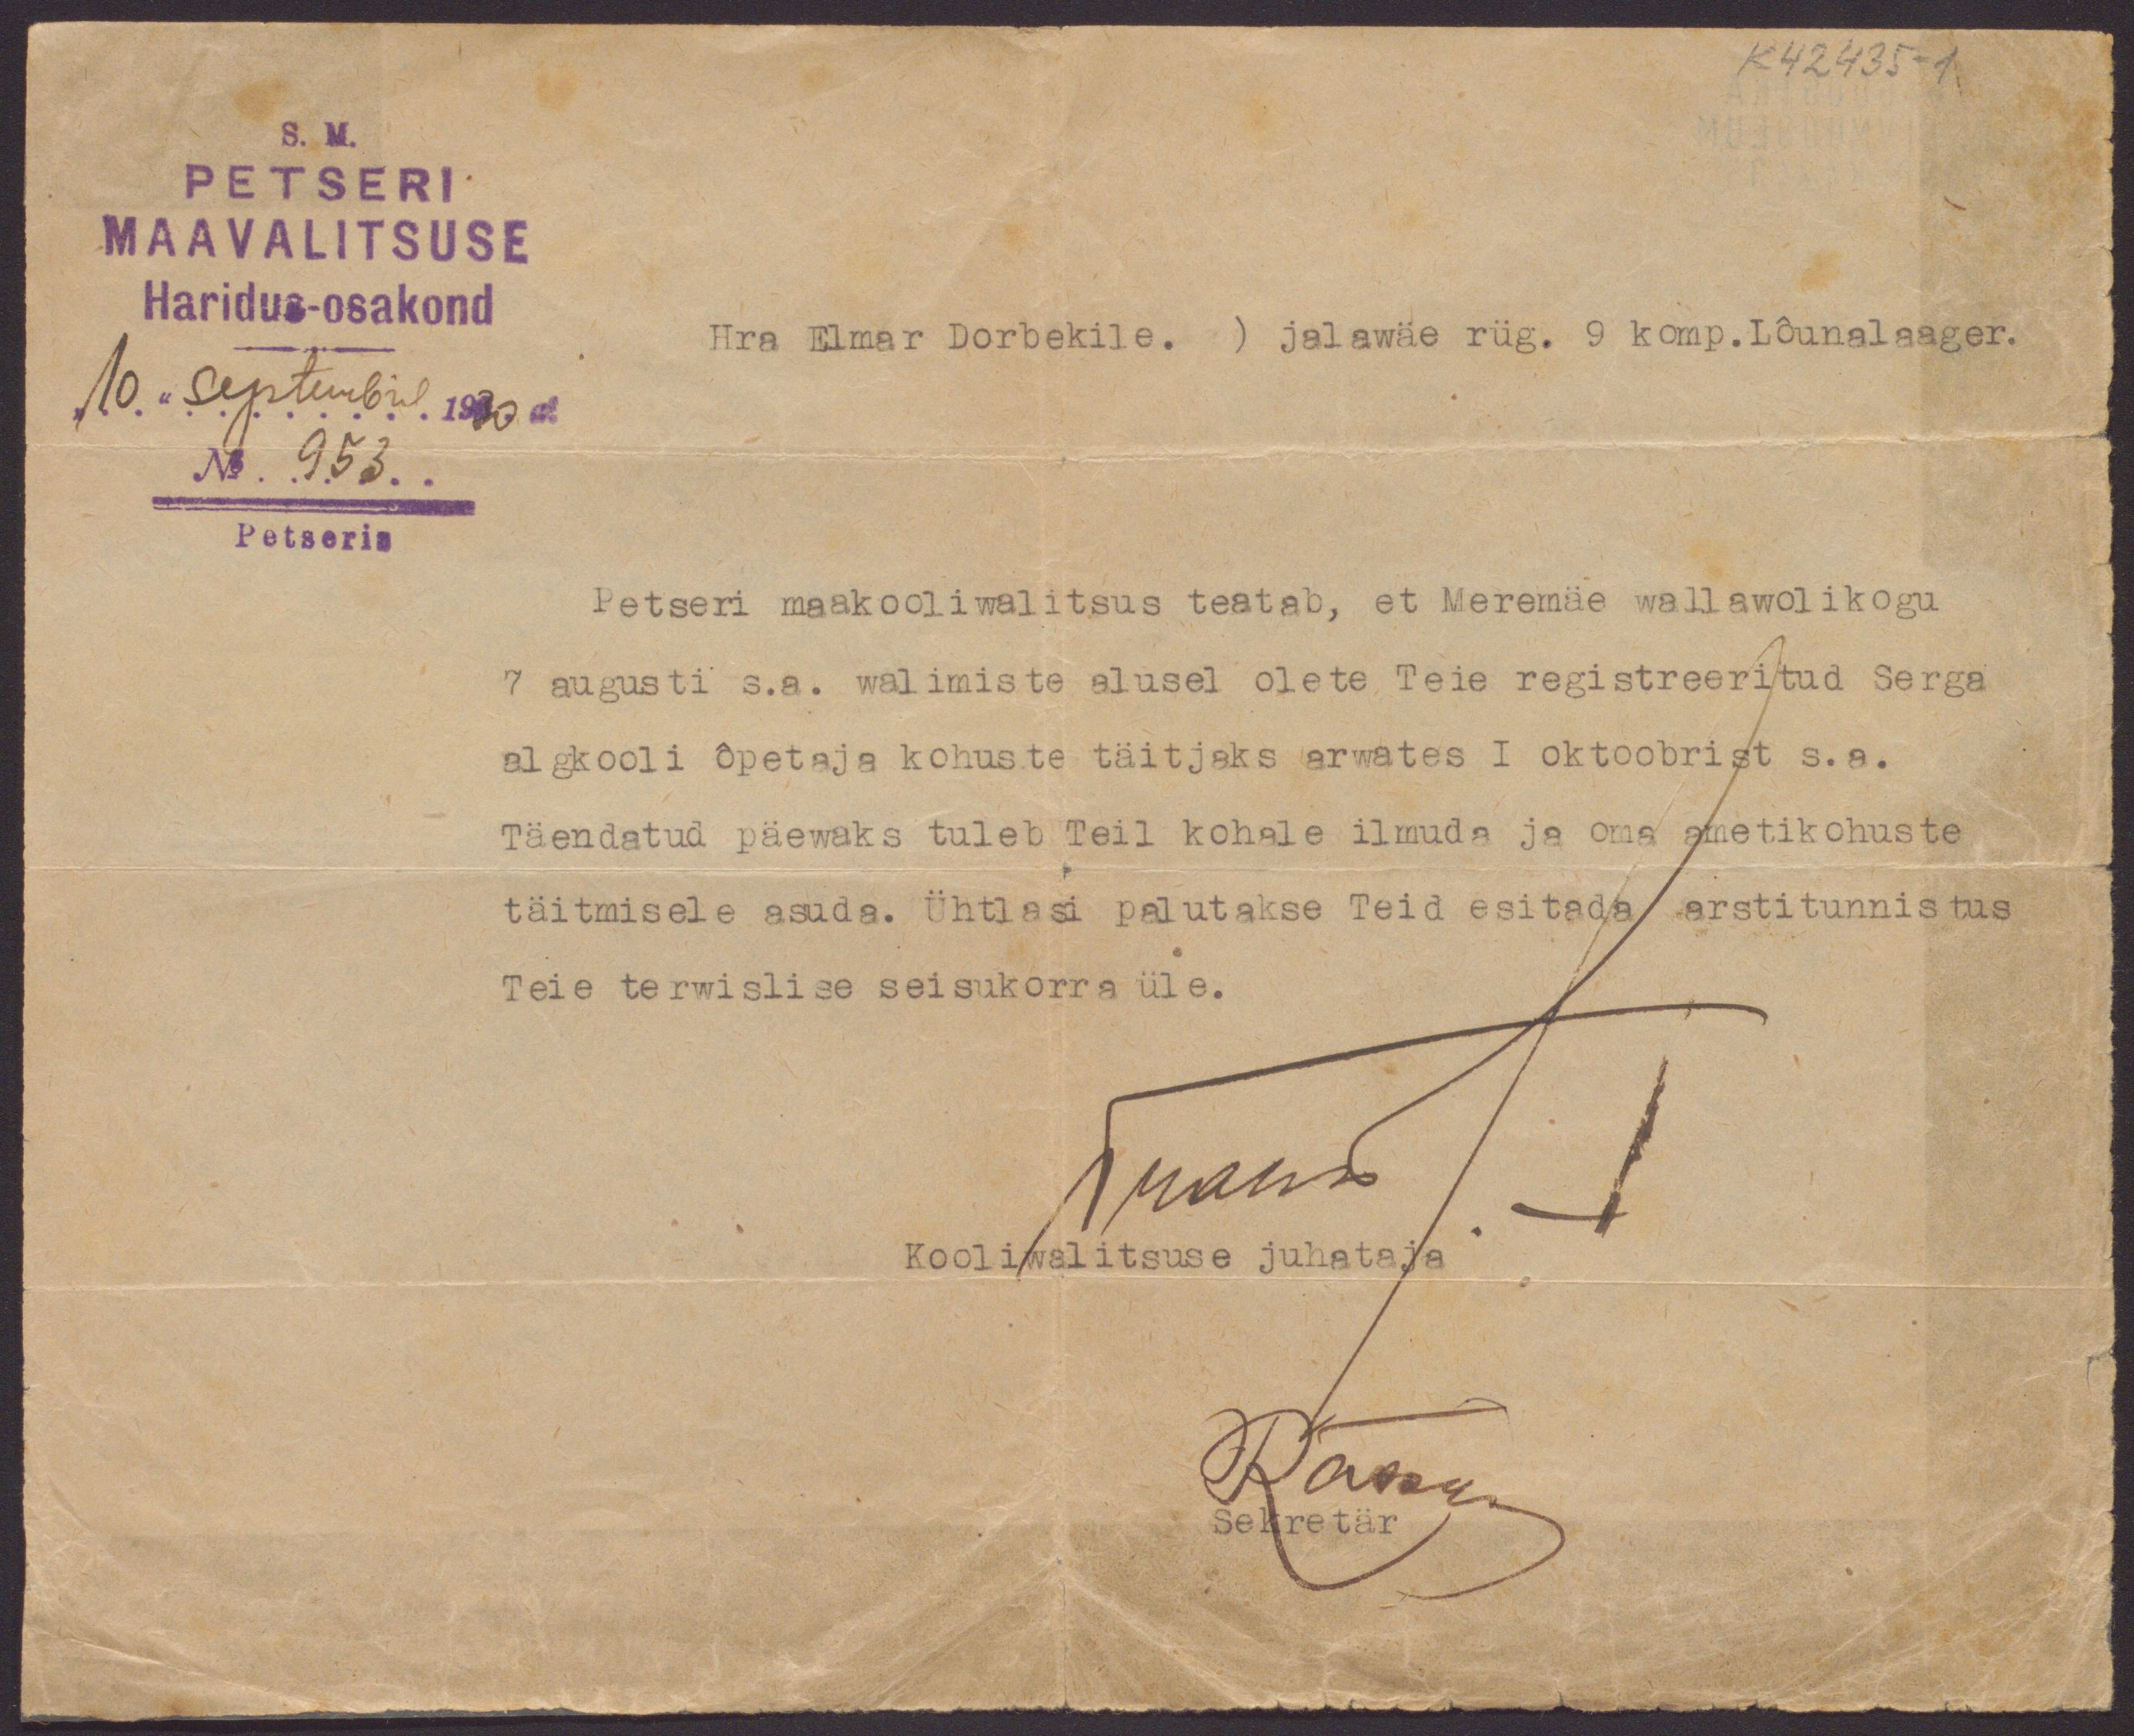 K42435-1
S. M.
PETSERI
MAAVALITSUSE
Haridus-osakond
„10." septembril 1930 a.
№ 953
Petseris
Hra Elmar Dorbekile. ) jalawäe rüg. 9 komp.Lôunalaager.
Petseri maakooliwalitsus teatab, et Meremäe wallawolikogu
7 augusti s.a. walimiste alusel olete Teie registreeritud Serga
algkooli ôpetaja kohuste täitjaks arwates I oktoobrist s.a.
Täendatud päewaks tuleb Teil kohale ilmuda ja oma ametikohuste
täitmisele asuda. Ühtlasi palutakse Teid esitada arstitunnistus
Teie terwislise seisukorra üle.
Kooliwalitsuse juhataja
Sekretär